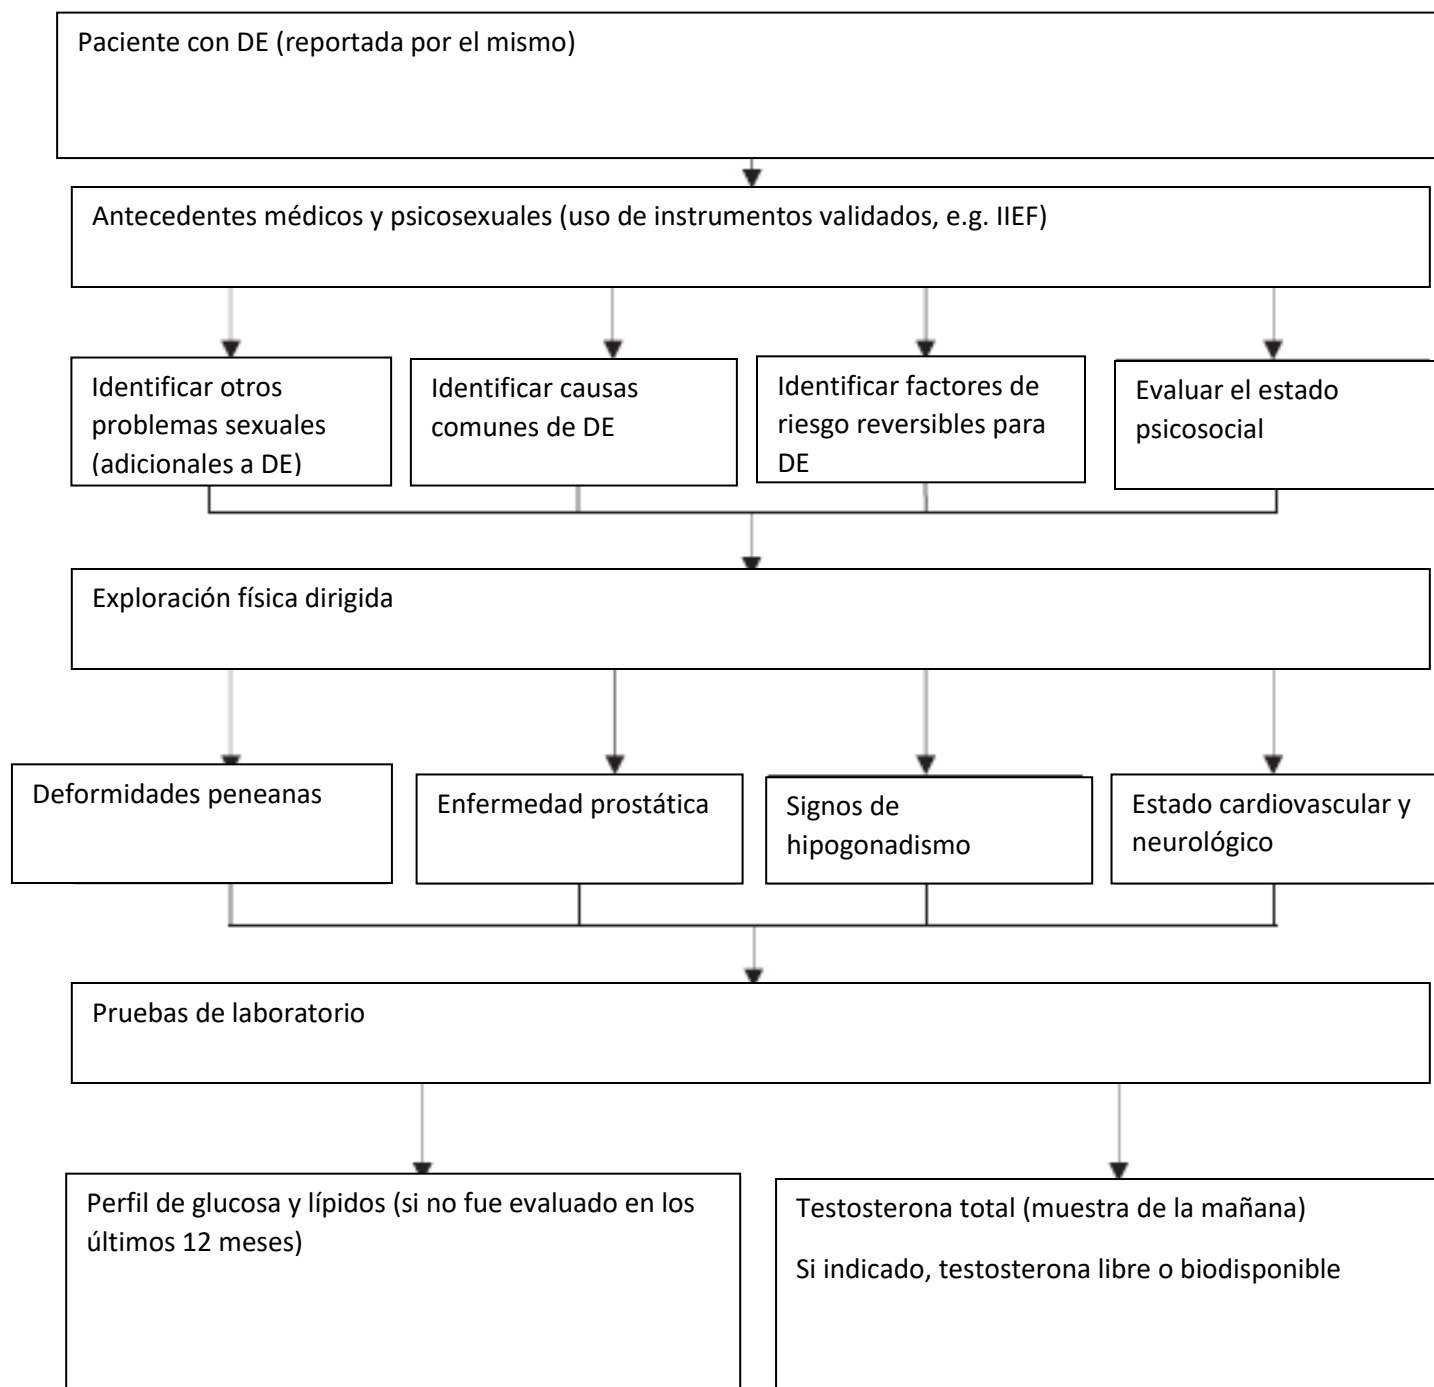 Paciente con DE (reportada por el mismo)
Antecedentes médicos y psicosexuales (uso de instrumentos validados, e.g. IIEF)
Identificar otros
problemas sexuales
(adicionales a DE)
Identificar causas
comunes de DE
Identificar factores de
riesgo reversibles para
DE
Evaluar el estado
psicosocial
Exploración física dirigida
Deformidades peneanas
Enfermedad prostática
Signos de
hipogonadismo
Estado cardiovascular y
neurológico
Pruebas de laboratorio
Perfil de glucosa y lípidos (si no fue evaluado en los
últimos 12 meses)
Testosterona total (muestra de la mañana)
Si indicado, testosterona libre o biodisponible